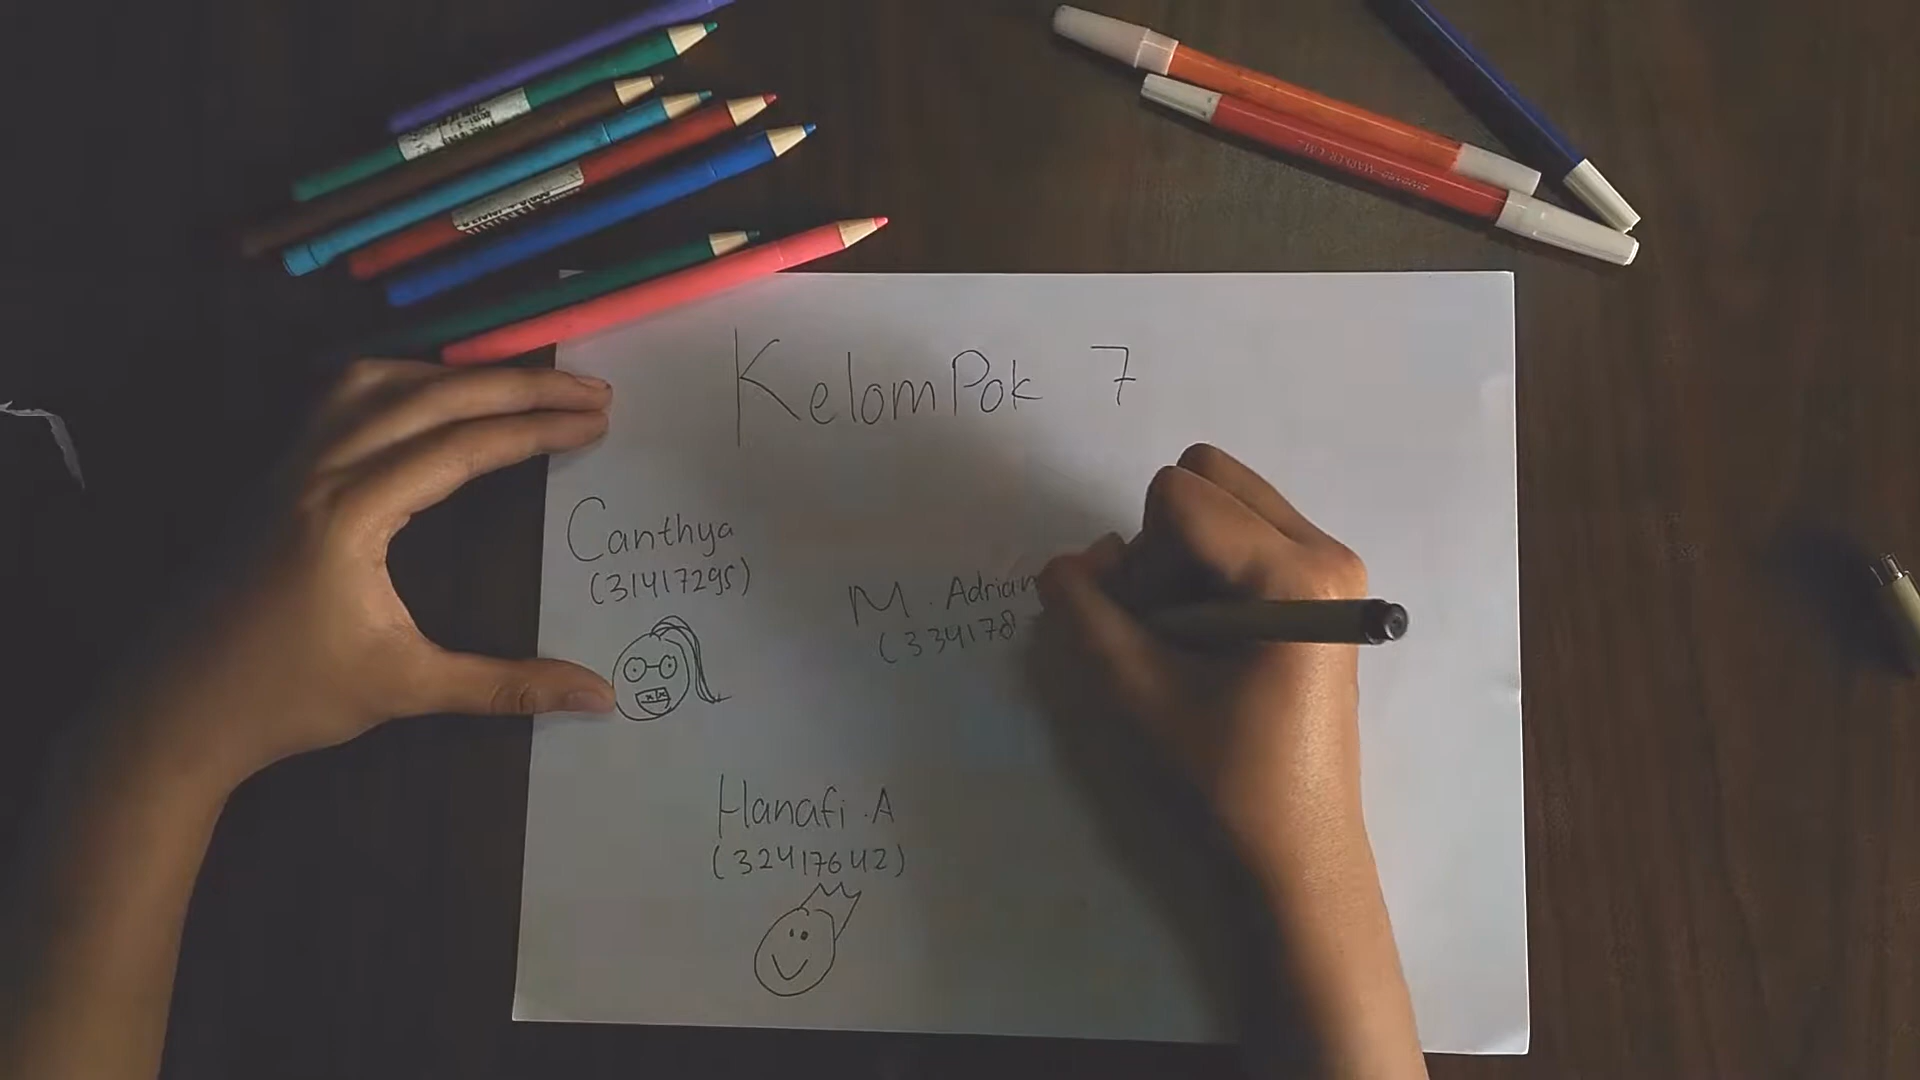 KelomPok 7
Canthya
(31417295)
M. Adrian
(334178
Hanafi .A
(32417642)